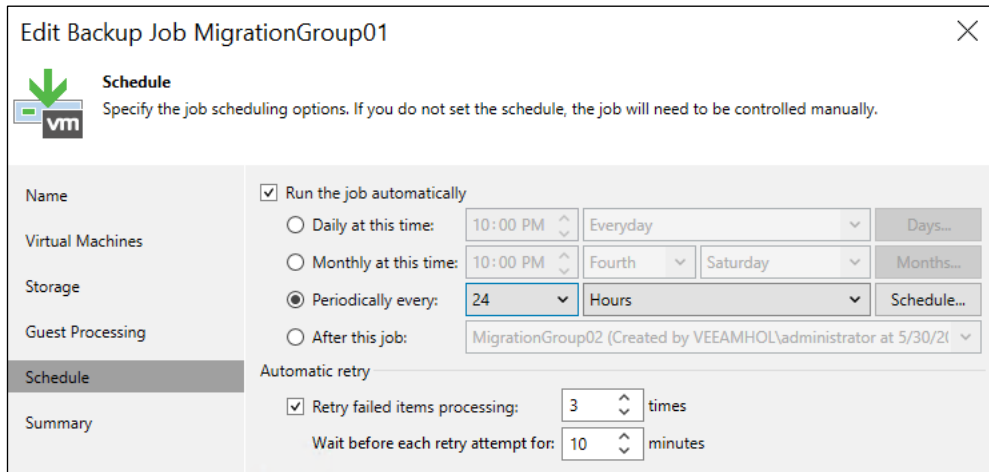 Edit Backup Job MigrationGroup01
Schedule
Specify the job scheduling options. If you do not set the schedule, the job will need to be controlled manually.
vm
Name
Virtual Machines
Storage
Guest Processing
Schedule
Summary
Run the job automatically
Daily at this time: 10:00 PM Everyday Days...
Monthly at this time: 10:00 PM Fourth Saturday Months...
Periodically every: 24 Hours Schedule...
After this job: MigrationGroup02 (Created by VEEAMHOL\administrator at 5/30/20
Automatic retry
Retry failed items processing: 3 times
Wait before each retry attempt for: 10 minutes